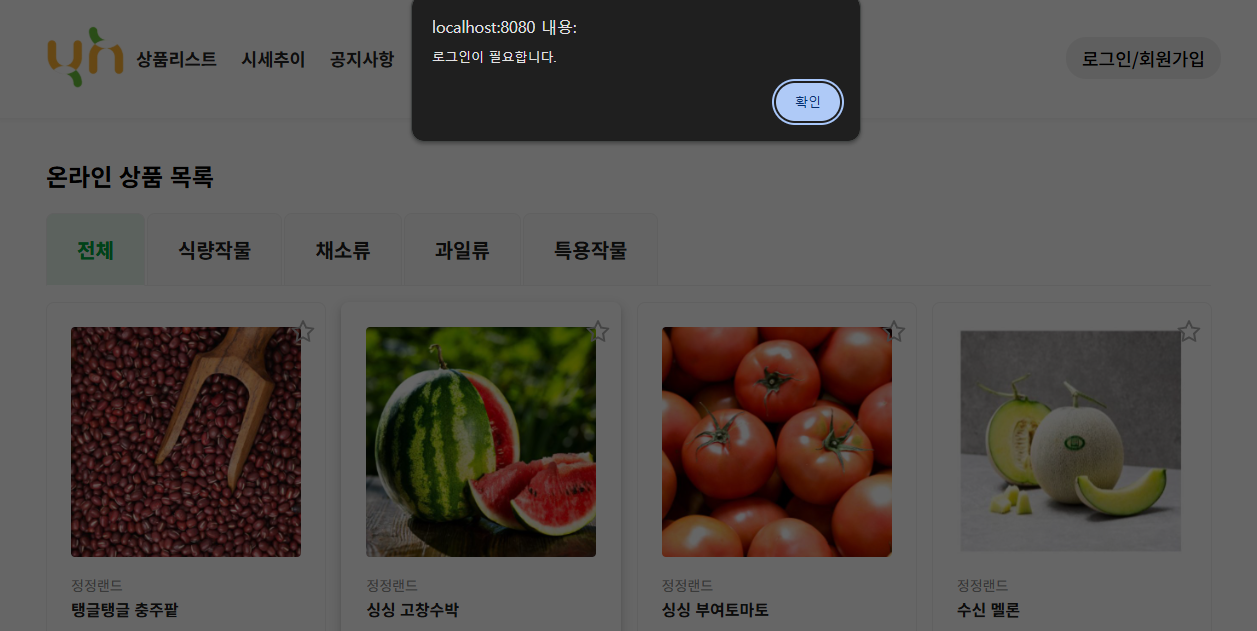 localhost:8080 내용:
로그인이 필요합니다.
확인
상품리스트 시세추이 공지사항
로그인/회원가입
온라인 상품 목록
전체 식량작물 채소류 과일류 특용작물
정정랜드 정정랜드 정정랜드 정정랜드
탱글탱글 충주팥 싱싱 고창수박 싱싱 부여토마토 수신 멜론